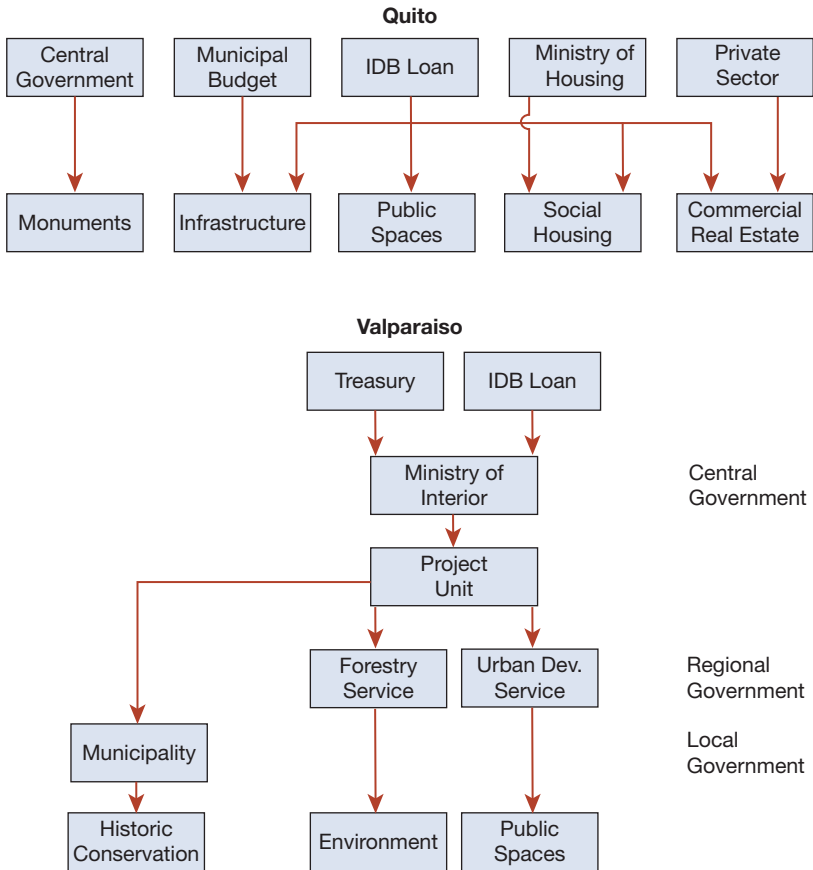 Quito
Central
Government
Municipal
Budget
IDB Loan
Ministry of
Housing
Private
Sector
Monuments
Infrastructure
Public
Spaces
Social
Housing
Commercial
Real Estate
Valparaiso
Treasury
IDB Loan
Ministry of
Interior
Central
Government
Project
Unit
Forestry
Service
Urban Dev.
Service
Regional
Government
Municipality
Local
Government
Historic
Conservation
Environment
Public
Spaces